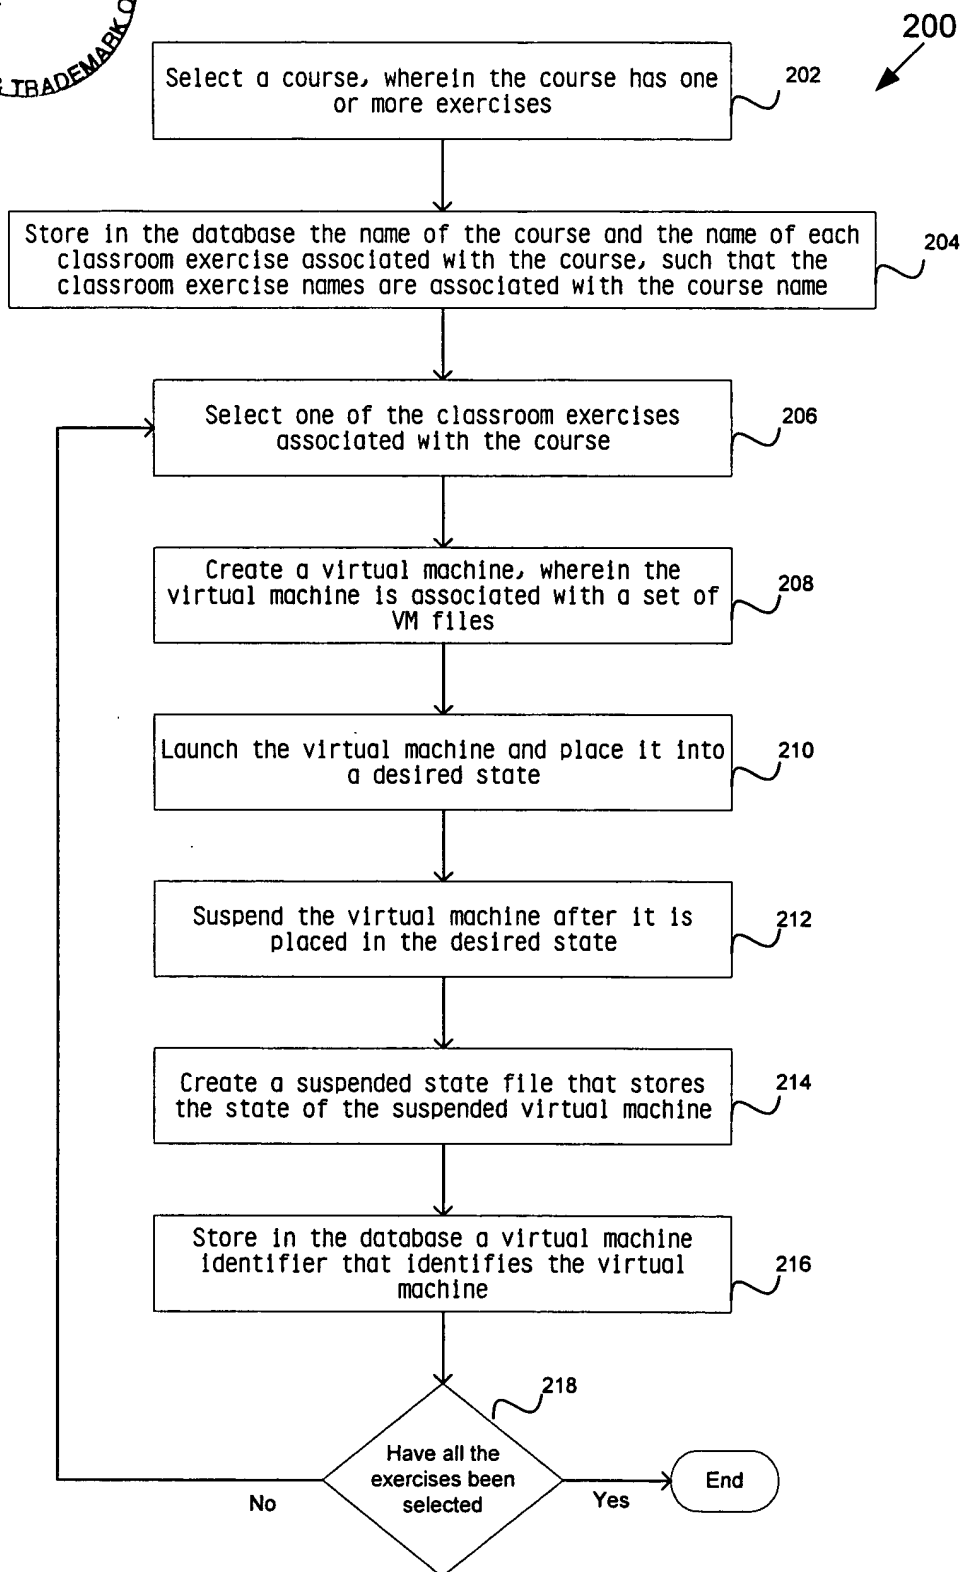 TRADEMARK
200
Select a course, wherein the course has one
or more exercises
202
Store in the database the name of the course and the name of each
classroom exercise associated with the course, such that the
classroom exercise names are associated with the course name
204
Select one of the classroom exercises
associated with the course
206
Create a virtual machine, wherein the
virtual machine is associated with a set of
VM files
208
Launch the virtual machine and place it into
a desired state
210
Suspend the virtual machine after it is
placed in the desired state
212
Create a suspended state file that stores
the state of the suspended virtual machine
214
Store in the database a virtual machine
identifier that identifies the virtual
machine
216
218
Have all the
exercises been
selected
No
Yes
End